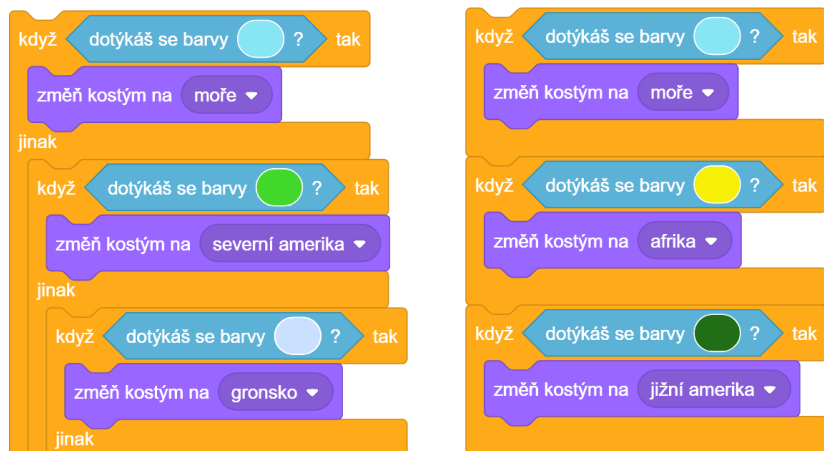 když dotýkáš se barvy ? tak
změň kostým na moře
jinak
když dotýkáš se barvy ? tak
změň kostým na severní amerika
jinak
když dotýkáš se barvy ? tak
změň kostým na gronsko
jinak
když dotýkáš se barvy ? tak
změň kostým na moře
když dotýkáš se barvy ? tak
změň kostým na afrika
když dotýkáš se barvy ? tak
změň kostým na jižní amerika